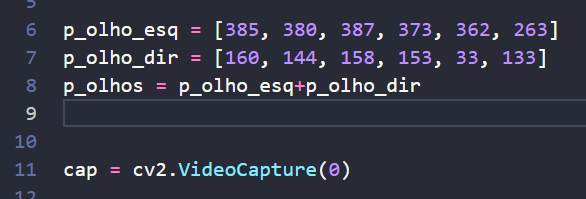 6 p_olho_esq = [385, 380, 387, 373, 362, 263]
7 p_olho_dir = [160, 144, 158, 153, 33, 133]
8 p_olhos = p_olho_esq+p_olho_dir
9
10
11 cap = cv2.VideoCapture(0)